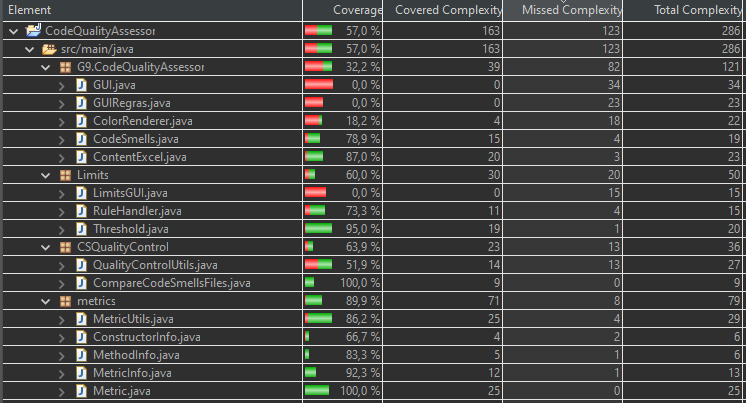 Element Coverage Covered Complexity Missed Complexity Total Complexity
CodeQualityAssessor 57,0 % 163 123 286
src/main/java 57,0 % 163 123 286
G9.CodeQualityAssessor 32,2 % 39 82 121
GUI.java 0,0 % 0 34 34
GUIRegras.java 0,0 % 0 23 23
ColorRenderer.java 18,2 % 4 18 22
CodeSmells.java 78,9 % 15 4 19
ContentExcel.java 87,0 % 20 3 23
Limits 60,0 % 30 20 50
LimitsGUI.java 0,0 % 0 15 15
RuleHandler.java 73,3 % 11 4 15
Threshold.java 95,0 % 19 1 20
CSQualityControl 63,9 % 23 13 36
QualityControlUtils.java 51,9 % 14 13 27
CompareCodeSmellsFiles.java 100,0 % 9 0 9
metrics 89,9 % 71 8 79
MetricUtils.java 86,2 % 25 4 29
ConstructorInfo.java 66,7 % 4 2 6
MethodInfo.java 83,3 % 5 1 6
MetricInfo.java 92,3 % 12 1 13
Metric.java 100,0 % 25 0 25